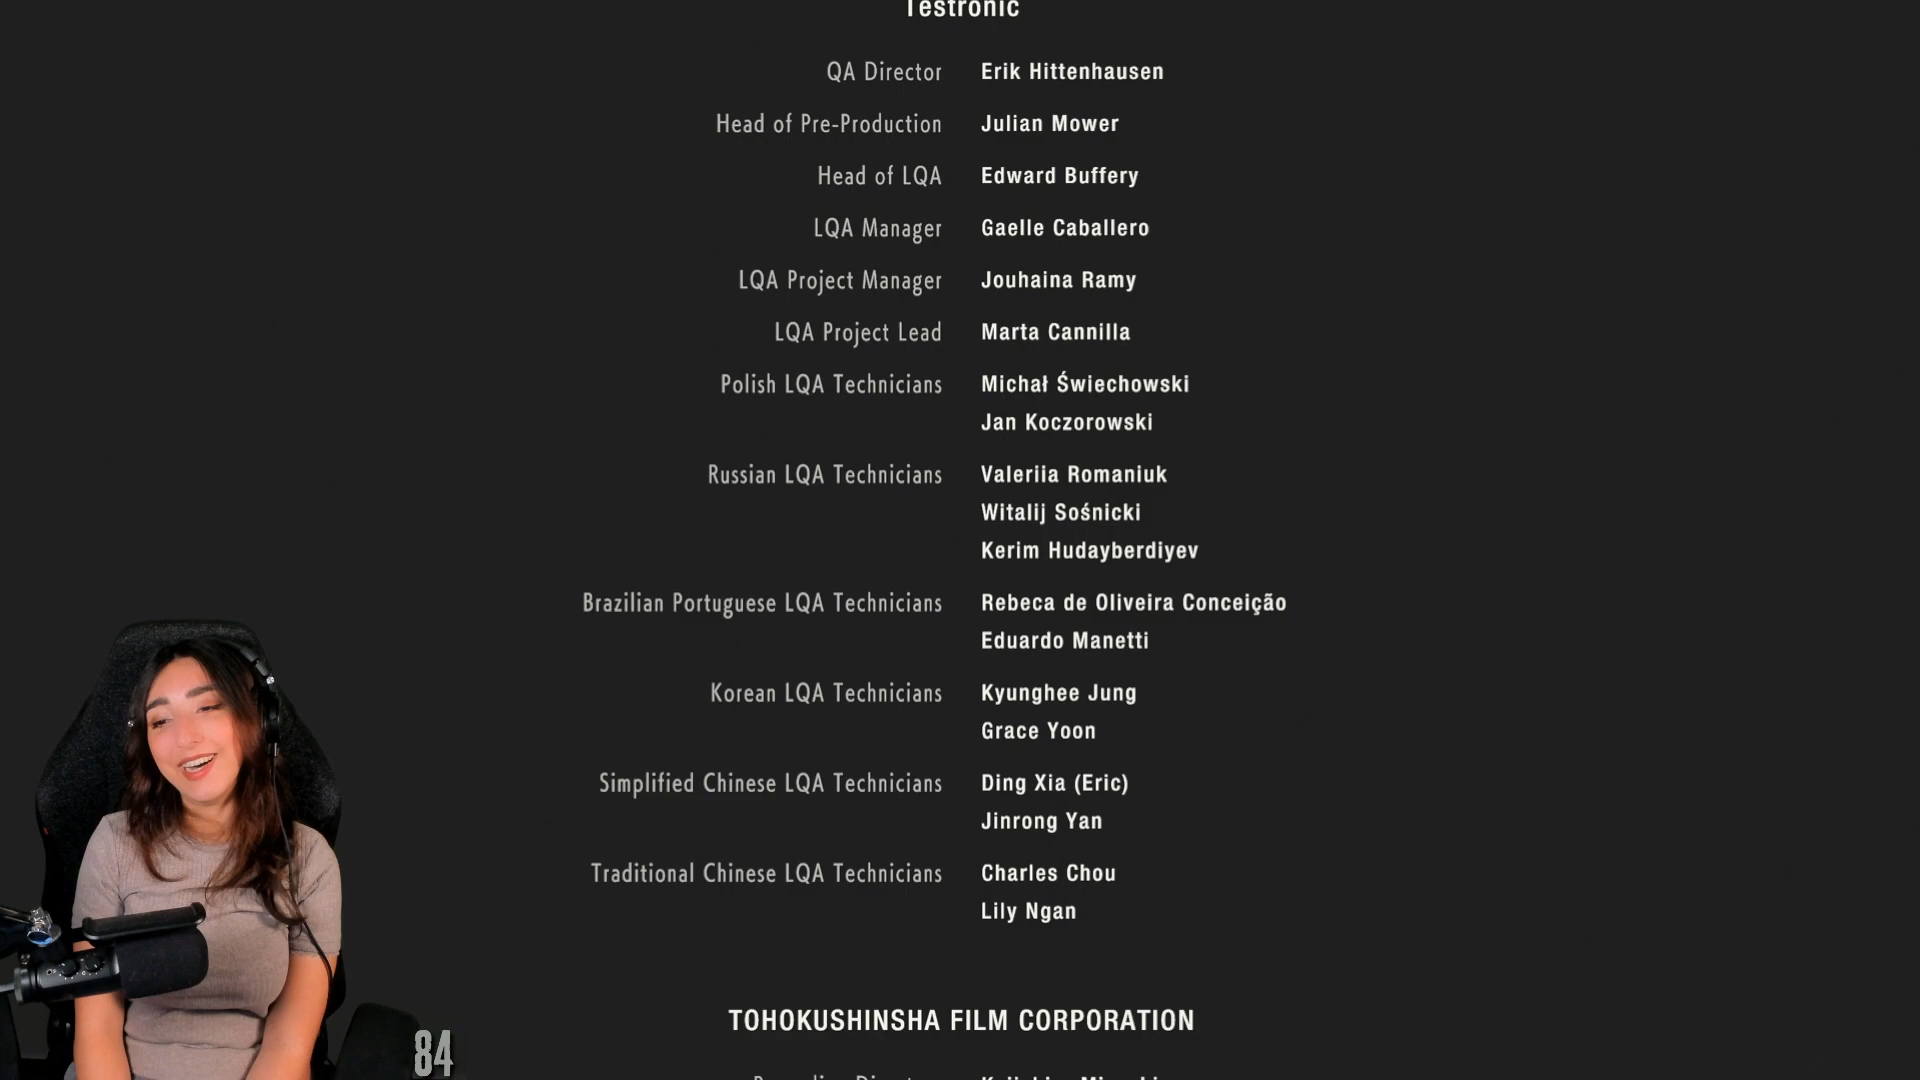 Testronic
QA Director Erik Hittenhausen
Head of Pre-Production Julian Mower
Head of LQA Edward Buffery
LQA Manager Gaelle Caballero
LQA Project Manager Jouhaina Ramy
LQA Project Lead Marta Cannilla
Polish LQA Technicians Michał Świechowski
Jan Koczorowski
Russian LQA Technicians Valeriia Romaniuk
Witalij Sośnicki
Kerim Hudayberdiyev
Brazilian Portuguese LQA Technicians Rebeca de Oliveira Conceição
Eduardo Manetti
Korean LQA Technicians Kyunghee Jung
Grace Yoon
Simplified Chinese LQA Technicians Ding Xia (Eric)
Jinrong Yan
Traditional Chinese LQA Technicians Charles Chou
Lily Ngan
TOHOKUSHINSHA FILM CORPORATION
84